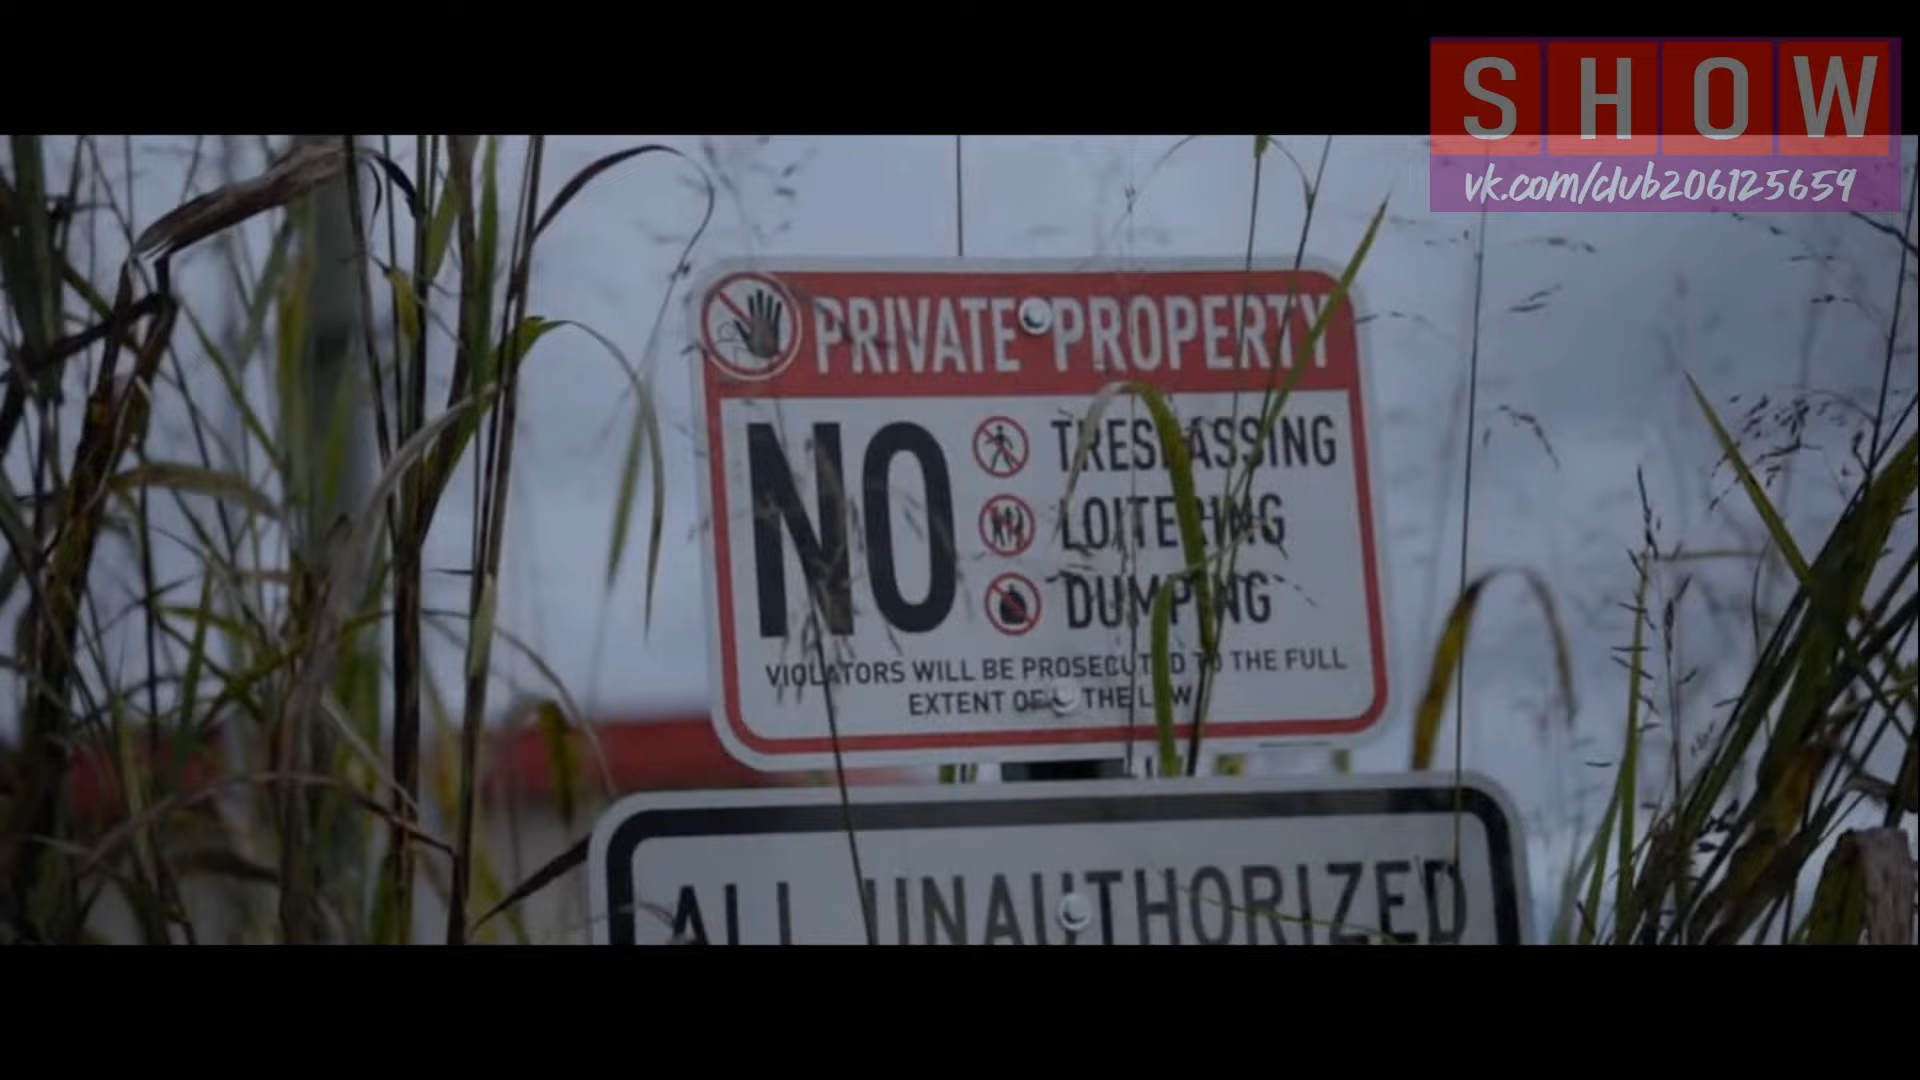 SHOW
vk.com/club206125659
PRIVATE PROPERTY
NO
TRESPASSING
LOITERING
DUMPING
VIOLATORS WILL BE PROSECUTED TO THE FULL
EXTENT OF THE LAW
ALL UNAUTHORIZED